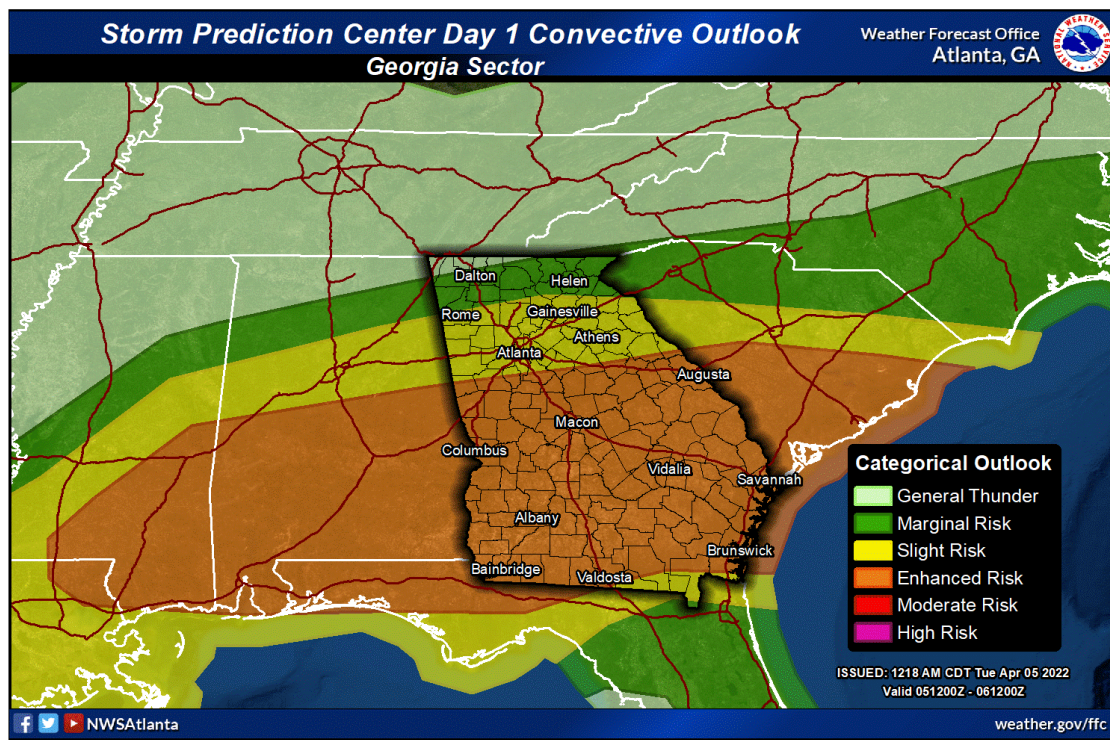 Storm Prediction Center Day 1 Convective Outlook
Georgia Sector
Weather Forecast Office
Atlanta, GA
NATIONAL WEATHER SERVICE
Dalton
Helen
Rome
Gainesville
Athens
Atlanta
Augusta
Macon
Columbus
Vidalia
Savannah
Albany
Brunswick
Bainbridge
Valdosta
Categorical Outlook
General Thunder
Marginal Risk
Slight Risk
Enhanced Risk
Moderate Risk
High Risk
ISSUED: 1218 AM CDT Tue Apr 05 2022
Valid 051200Z - 061200Z
NWSAtlanta
weather.gov/ffc